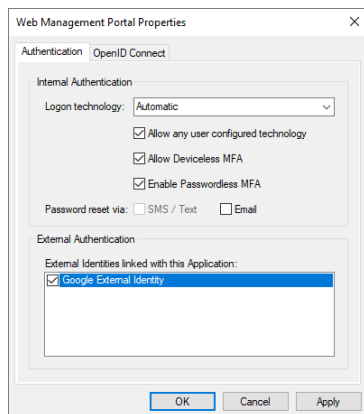 Web Management Portal Properties
Authentication OpenID Connect
Internal Authentication
Logon technology: Automatic
Allow any user configured technology
Allow Deviceless MFA
Enable Passwordless MFA
Password reset via: SMS / Text Email
External Authentication
External Identities linked with this Application:
Google External Identity
OK Cancel Apply